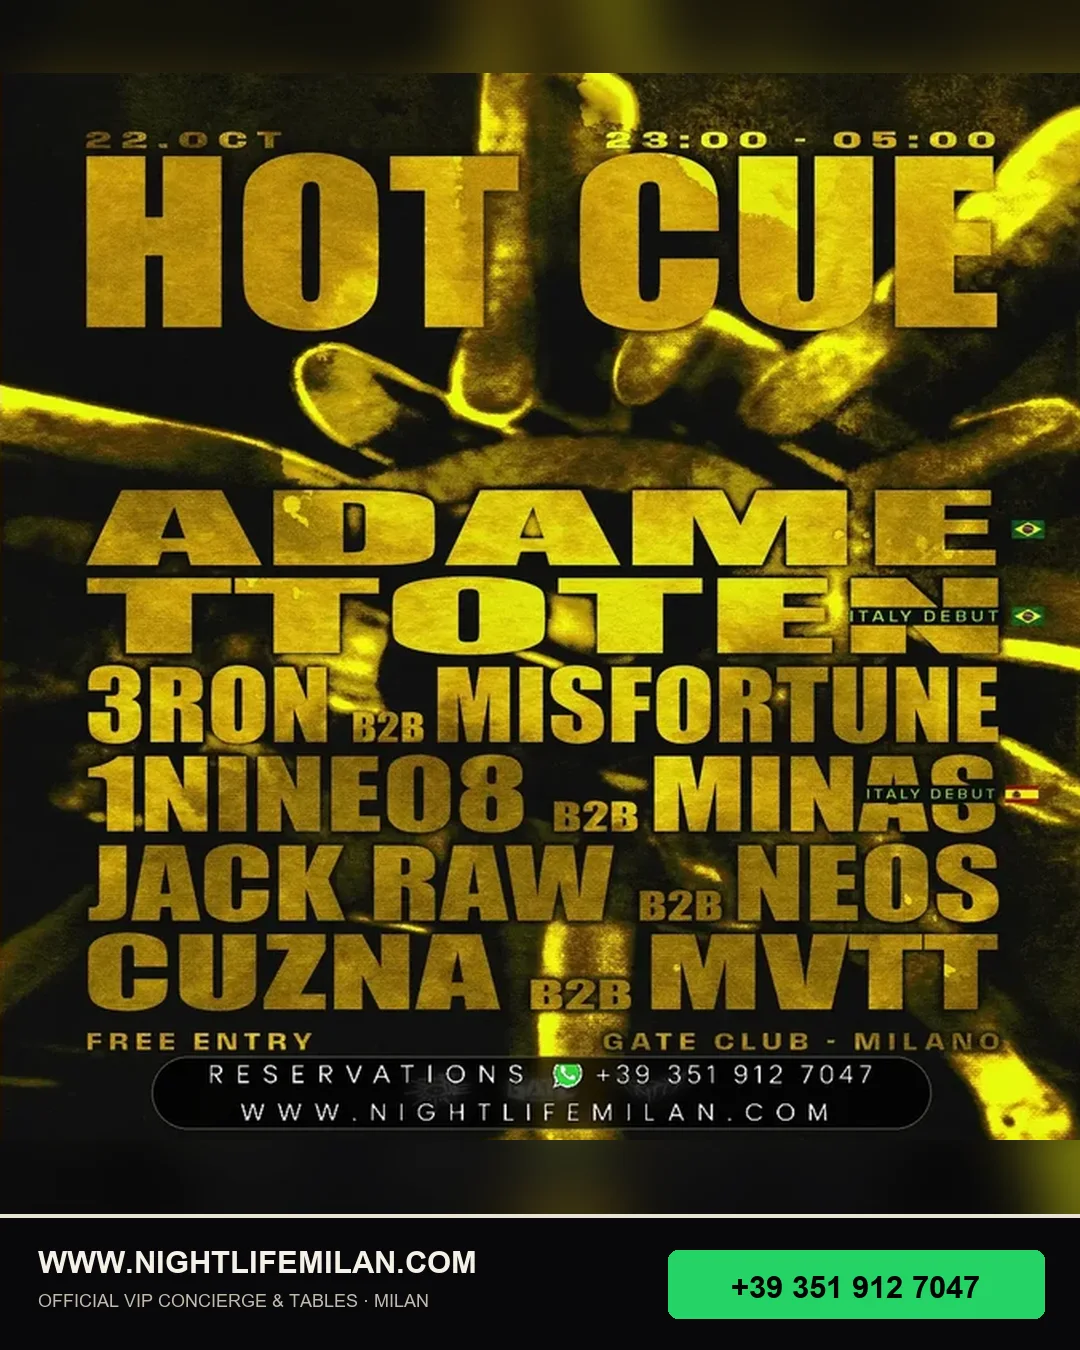 22.OCT 23:00 - 05:00
HOT CUE
ADAME
TTOTEN ITALY DEBUT
3RON B2B MISFORTUNE
1NINE08 B2B MINAS ITALY DEBUT
JACK RAW B2B NEOS
CUZNA B2B MVTT
FREE ENTRY GATE CLUB - MILANO
RESERVATIONS +39 351 912 7047
WWW.NIGHTLIFEMILAN.COM
WWW.NIGHTLIFEMILAN.COM
OFFICIAL VIP CONCIERGE & TABLES · MILAN
+39 351 912 7047